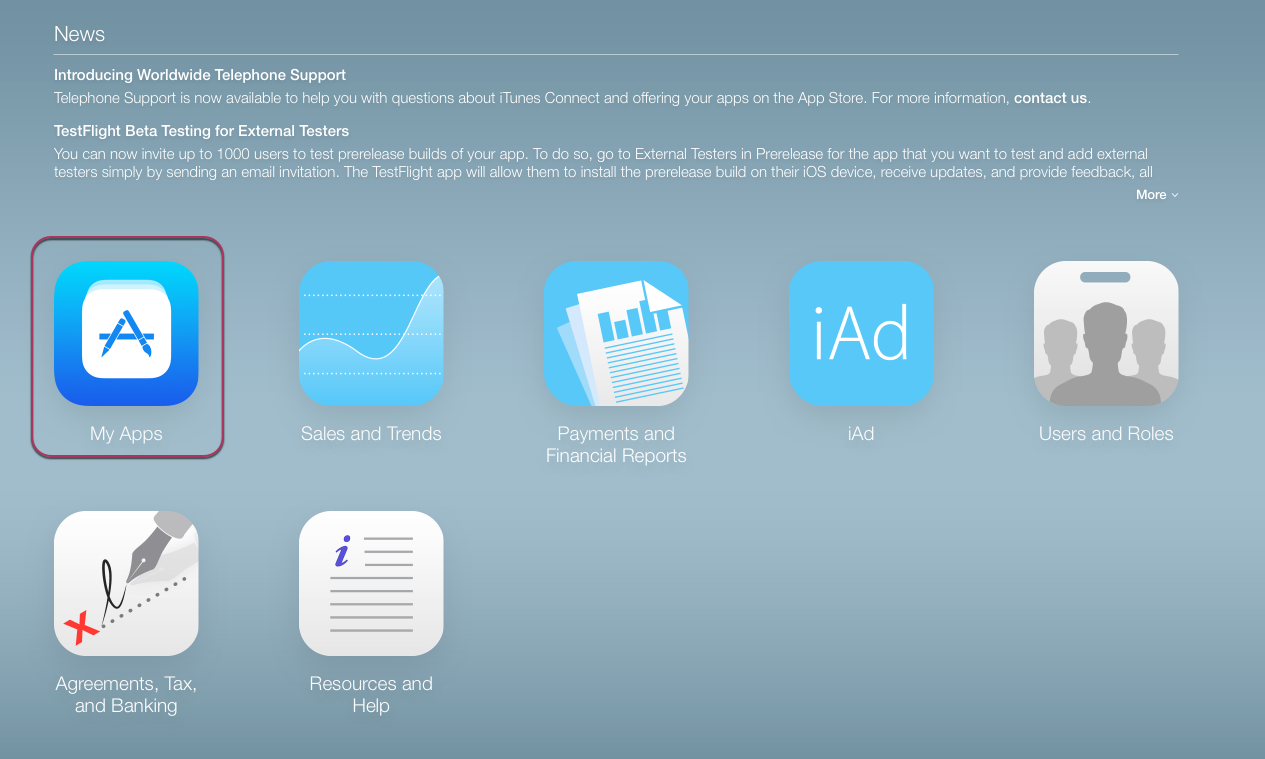 News
Introducing Worldwide Telephone Support
Telephone Support is now available to help you with questions about iTunes Connect and offering your apps on the App Store. For more information, contact us.
TestFlight Beta Testing for External Testers
You can now invite up to 1000 users to test prerelease builds of your app. To do so, go to External Testers in Prerelease for the app that you want to test and add external
testers simply by sending an email invitation. The TestFlight app will allow them to install the prerelease build on their iOS device, receive updates, and provide feedback, all
More
iAd
My Apps
Sales and Trends
Payments and
Financial Reports
iAd
Users and Roles
i
Agreements, Tax,
and Banking
Resources and
Help